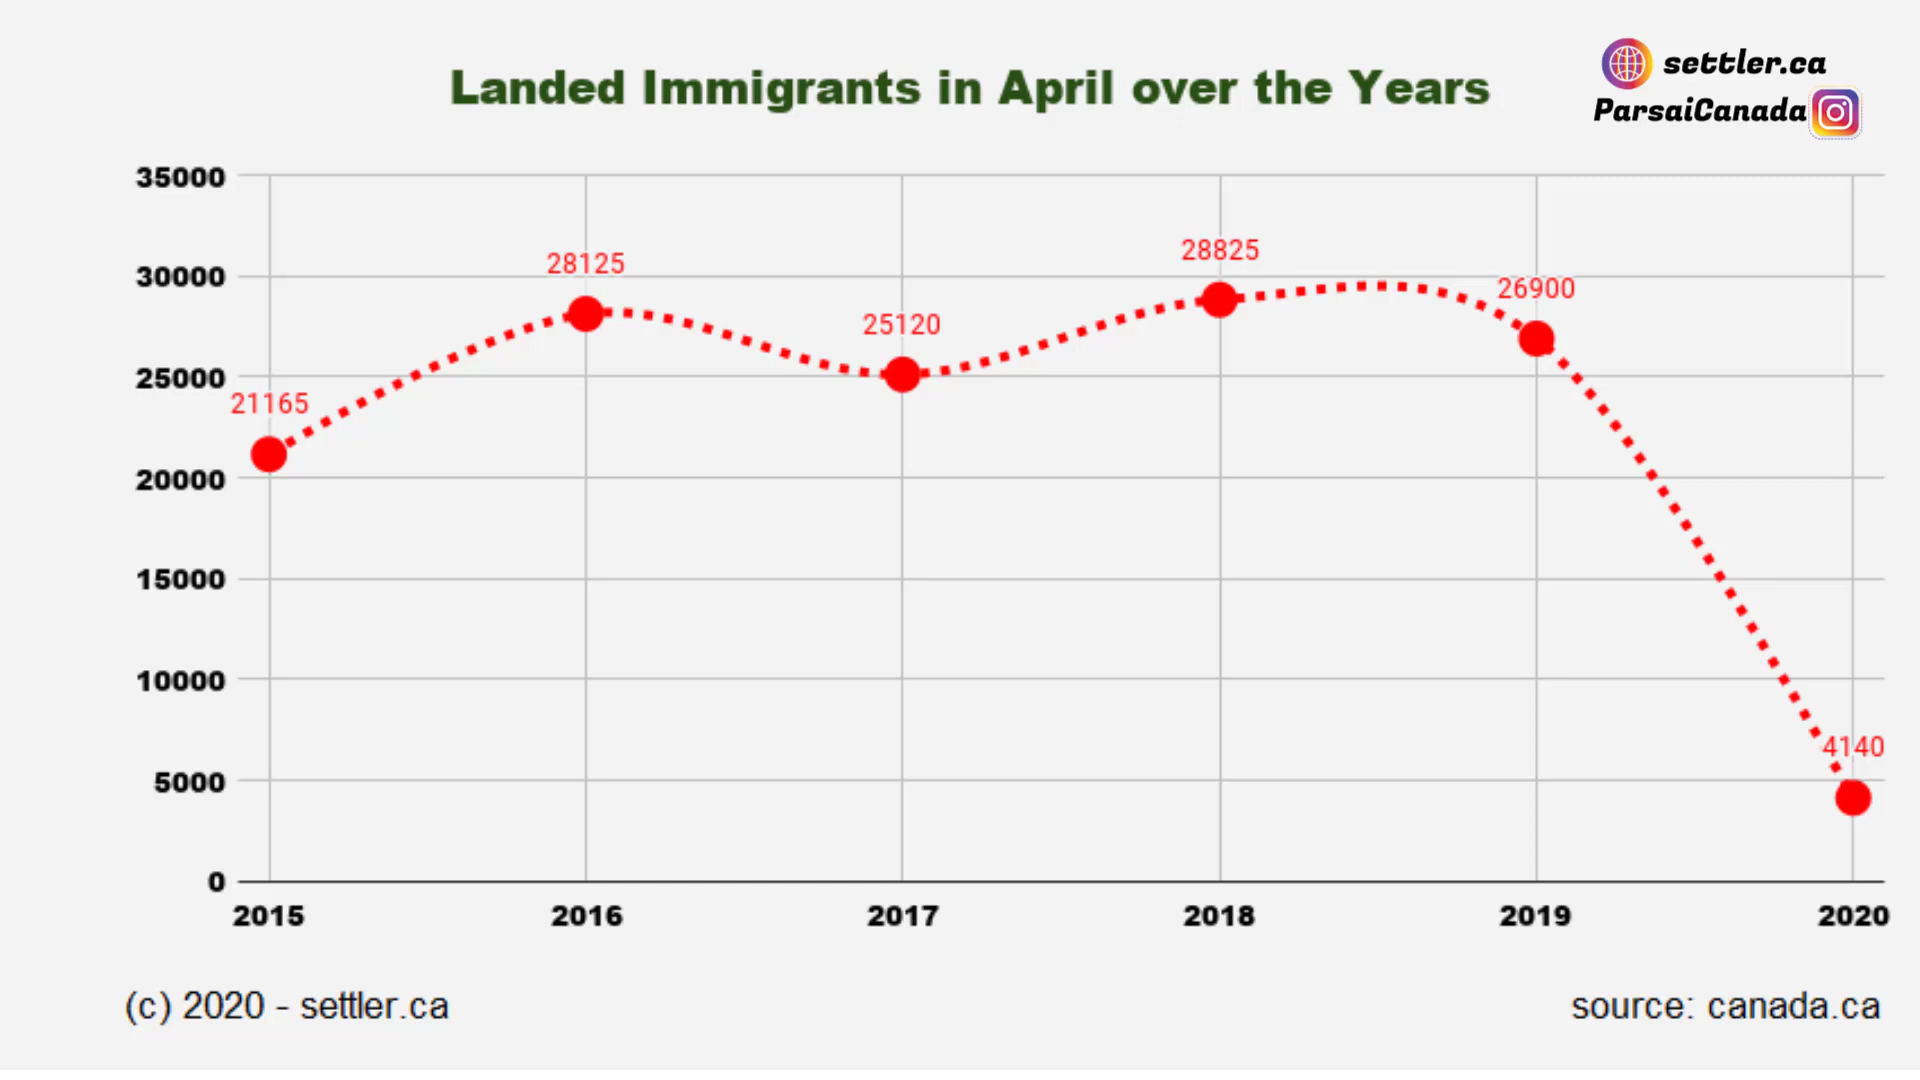 Landed Immigrants in April over the Years
settler.ca
ParsaiCanada
35000
30000
25000
20000
15000
10000
5000
0
21165
28125
25120
28825
26900
4140
2015 2016 2017 2018 2019 2020
(c) 2020 - settler.ca
source: canada.ca